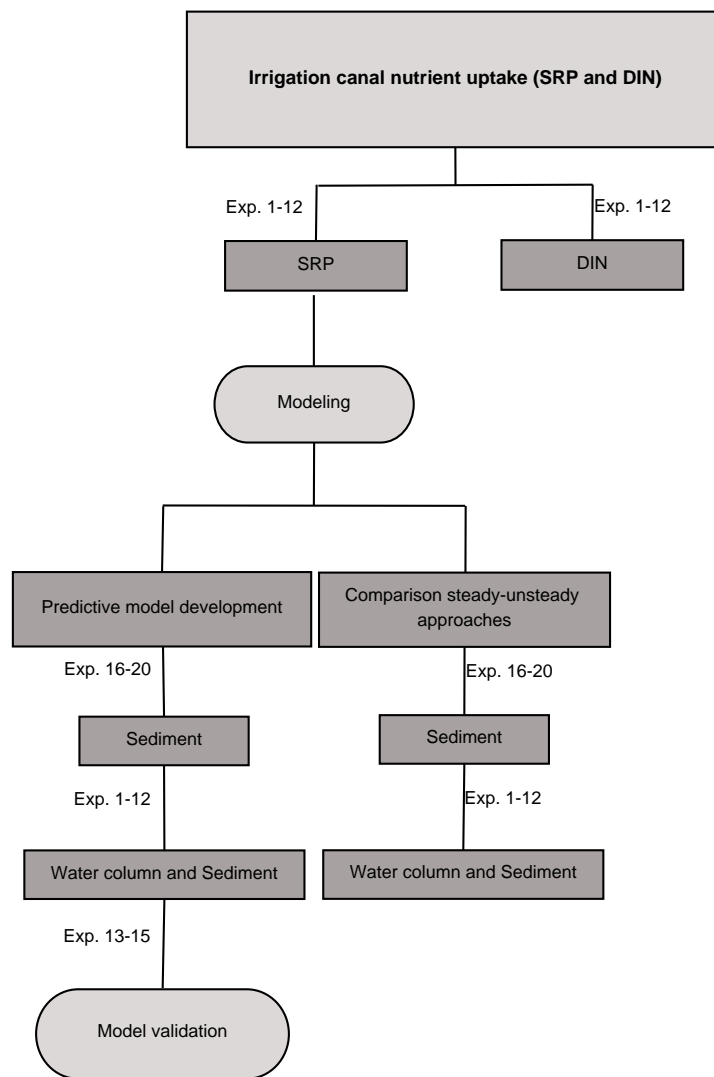 Irrigation canal nutrient uptake (SRP and DIN)
Exp. 1-12
Exp. 1-12
SRP
DIN
Modeling
Predictive model development
Comparison steady-unsteady
approaches
Exp. 16-20
Exp. 16-20
Sediment
Sediment
Exp. 1-12
Exp. 1-12
Water column and Sediment
Water column and Sediment
Exp. 13-15
Model validation